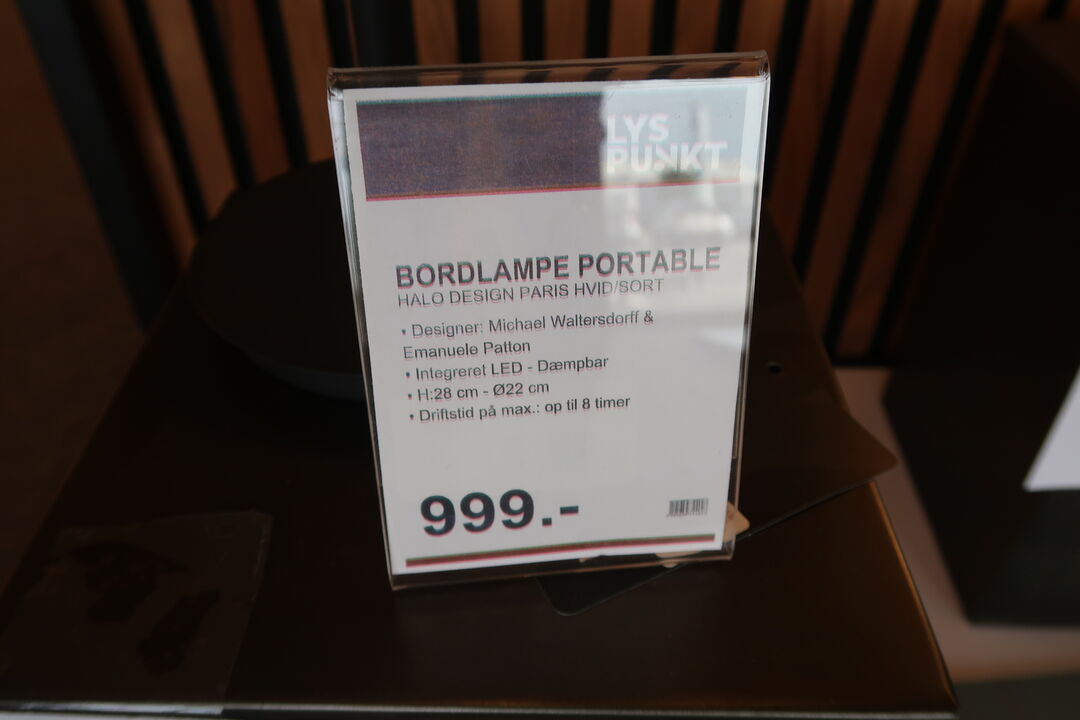 LYS
PUNKT
BORDLAMPE PORTABLE
HALO DESIGN PARIS HVID/SORT
• Designer: Michael Waltersdorff &
Emanuele Patton
• Integreret LED - Dæmpbar
• H:28 cm - Ø22 cm
• Driftstid på max.: op til 8 timer
999.-